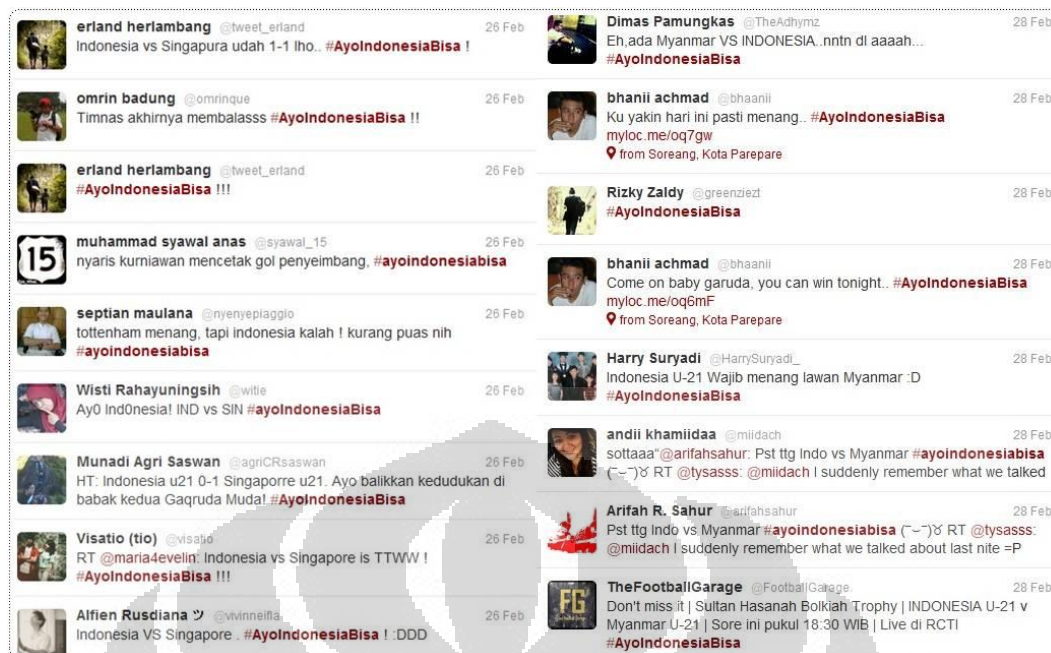 erland herlambang @tweet_erland 26 Feb
Indonesia vs Singapura udah 1-1 lho.. #AyoIndonesiaBisa !
omrin badung @omrinque 26 Feb
Timnas akhirnya membalasss #AyoIndonesiaBisa !!
erland herlambang @tweet_erland 26 Feb
#AyoIndonesiaBisa !!!
15
muhammad syawal anas @syawal_15 26 Feb
nyaris kurniawan mencetak gol penyeimbang, #ayoindonesiabisa
septian maulana @nyenyepiaggio 26 Feb
tottenham menang, tapi indonesia kalah ! kurang puas nih
#ayoindonesiabisa
Wisti Rahayuningsih @witie 26 Feb
Ay0 Ind0nesia! IND vs SIN #ayoIndonesiaBisa
Munadi Agri Saswan @agriCRsaswan 26 Feb
HT: Indonesia u21 0-1 Singaporre u21. Ayo balikkan kedudukan di
babak kedua Gaqruda Muda! #AyoIndonesiaBisa
Visatio (tio) @visatio 26 Feb
RT @maria4evelin: Indonesia vs Singapore is TTWW !
#AyoIndonesiaBisa !!!
Alfien Rusdiana ツ @vivinneifla 26 Feb
Indonesia VS Singapore . #AyoIndonesiaBisa ! :DDD
Dimas Pamungkas @TheAdhymz 28 Feb
Eh,ada Myanmar VS INDONESIA..nntn dl aaaah...
#AyoIndonesiaBisa
bhanii achmad @bhaanii 28 Feb
Ku yakin hari ini pasti menang.. #AyoIndonesiaBisa
myloc.me/oq7gw
from Soreang, Kota Parepare
Rizky Zaldy @greenziezt 28 Feb
#AyoIndonesiaBisa
bhanii achmad @bhaanii 28 Feb
Come on baby garuda, you can win tonight.. #AyoIndonesiaBisa
myloc.me/oq6mF
from Soreang, Kota Parepare
Harry Suryadi @HarrySuryadi_ 28 Feb
Indonesia U-21 Wajib menang lawan Myanmar :D
#AyoIndonesiaBisa
andii khamiidaa @miidach 28 Feb
sottaaa"@arifahsahur: Pst ttg Indo vs Myanmar #ayoindonesiabisa
(¯⌣¯)ʊ RT @tysasss: @miidach I suddenly remember what we talked
Arifah R. Sahur @arifahsahur 28 Feb
Pst ttg Indo vs Myanmar #ayoindonesiabisa (¯⌣¯)ʊ RT @tysasss:
@miidach I suddenly remember what we talked about last nite =P
FG
TheFootballGarage @FootballGarage 28 Feb
Don't miss it | Sultan Hasanah Bolkiah Trophy | INDONESIA U-21 v
Myanmar U-21 | Sore ini pukul 18:30 WIB | Live di RCTI
#AyoIndonesiaBisa